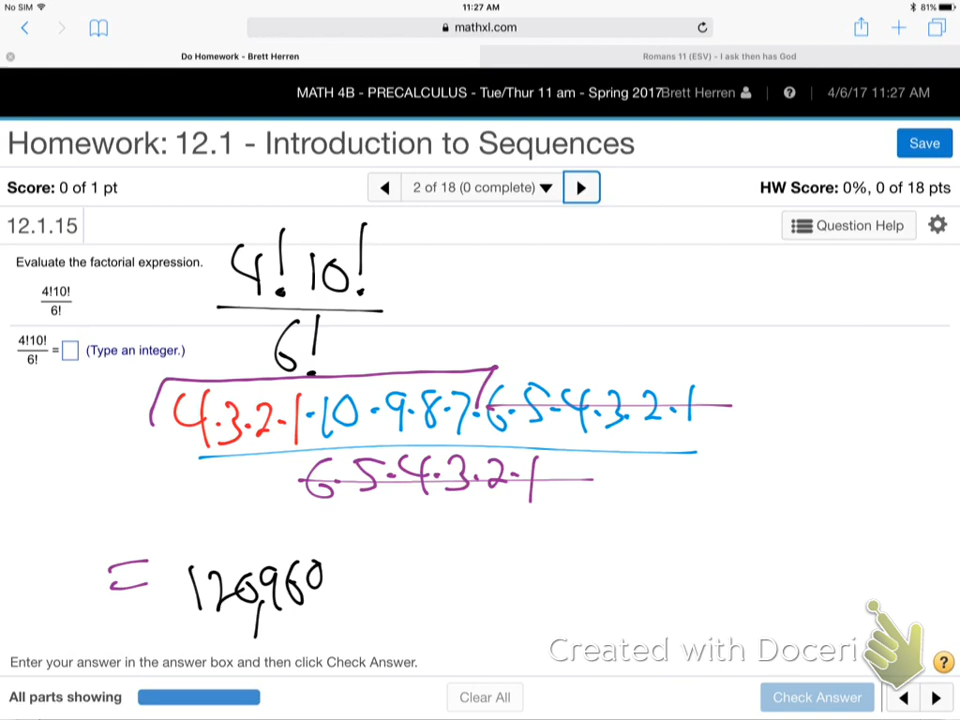 No SIM 11:27 AM 81%
mathxl.com
Do Homework - Brett Herren Romans 11 (ESV) - I ask then has God
MATH 4B - PRECALCULUS - Tue/Thur 11 am - Spring 2017 Brett Herren ? 4/6/17 11:27 AM
Homework: 12.1 - Introduction to Sequences Save
Score: 0 of 1 pt 2 of 18 (0 complete) HW Score: 0%, 0 of 18 pts
12.1.15 Question Help
Evaluate the factorial expression.
4!10!
6!
4! 10!
6!
4!10!
6!
= (Type an integer.)
4·3·2·1·10·9·8·7·6·5·4·3·2·1
6·5·4·3·2·1
= 120,960
Created with Doceri
Enter your answer in the answer box and then click Check Answer. ?
All parts showing Clear All Check Answer